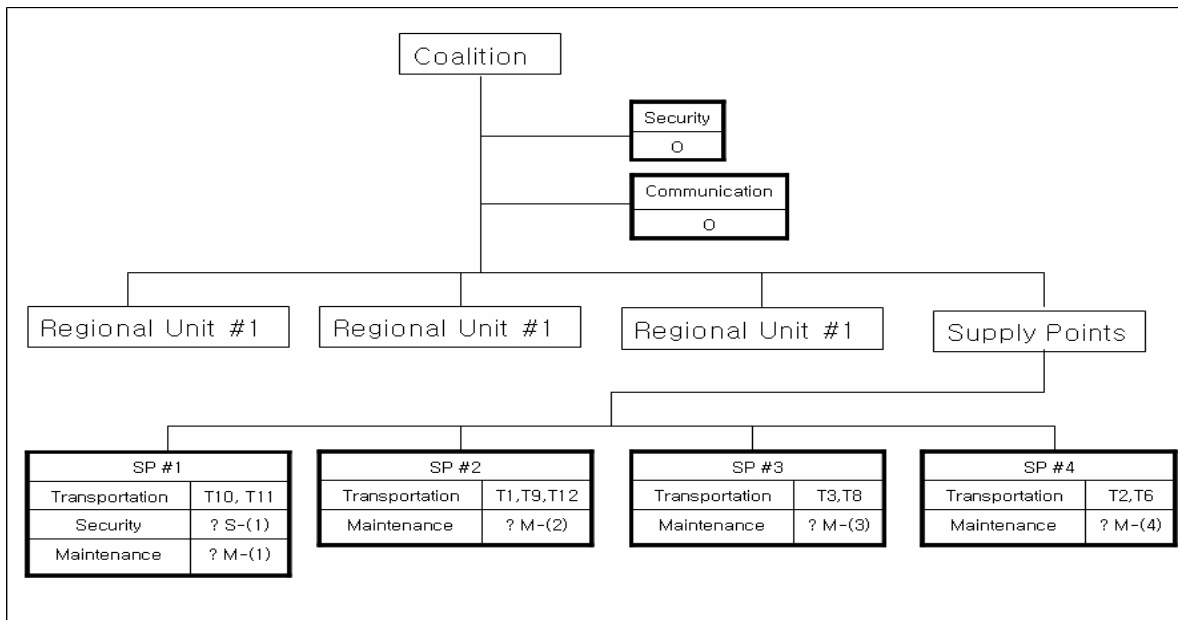 Coalition
Security
O
Communication
O
Regional Unit #1
Regional Unit #1
Regional Unit #1
Supply Points
SP #1
Transportation T10, T11
Security ? S-(1)
Maintenance ? M-(1)
SP #2
Transportation T1,T9,T12
Maintenance ? M-(2)
SP #3
Transportation T3,T8
Maintenance ? M-(3)
SP #4
Transportation T2,T6
Maintenance ? M-(4)